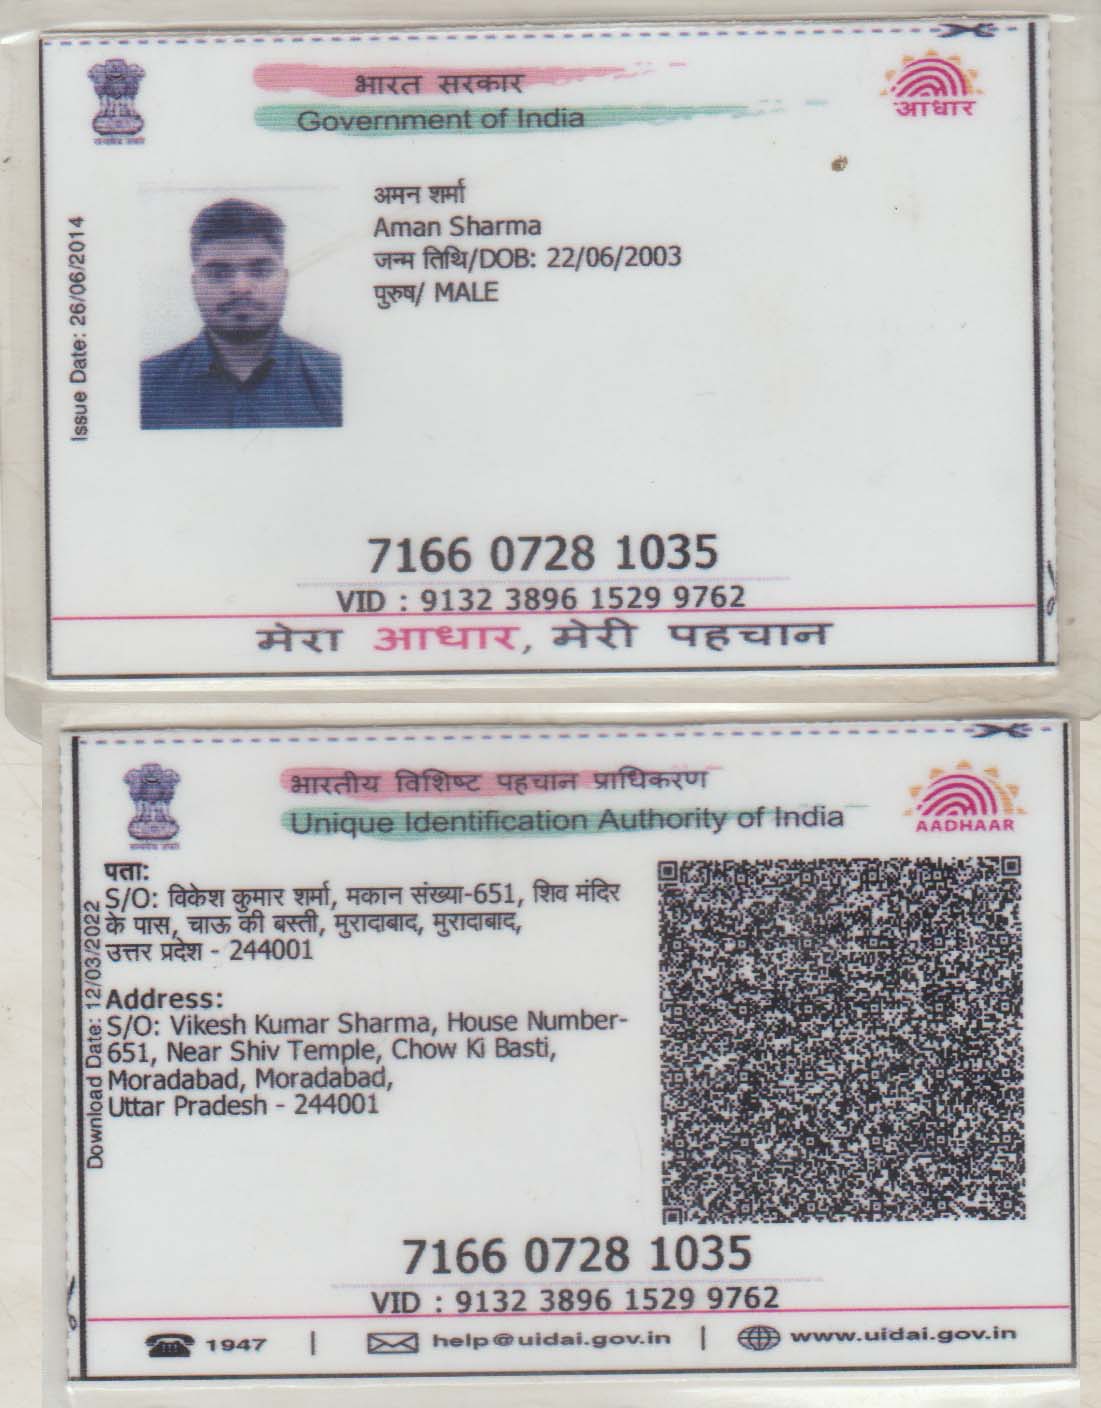 भारत सरकार
Government of India
आधार
Issue Date: 26/06/2014
अमन शर्मा
Aman Sharma
जन्म तिथि/DOB: 22/06/2003
पुरुष/ MALE
7166 0728 1035
VID : 9132 3896 1529 9762
मेरा आधार, मेरी पहचान
भारतीय विशिष्ट पहचान प्राधिकरण
Unique Identification Authority of India
AADHAAR
Download Date: 12/03/2022
पता:
S/O: विकेश कुमार शर्मा, मकान संख्या-651, शिव मंदिर
के पास, चाऊ की बस्ती, मुरादाबाद, मुरादाबाद,
उत्तर प्रदेश - 244001
Address:
S/O: Vikesh Kumar Sharma, House Number-
651, Near Shiv Temple, Chow Ki Basti,
Moradabad, Moradabad,
Uttar Pradesh - 244001
7166 0728 1035
VID : 9132 3896 1529 9762
1947 | help@uidai.gov.in | www.uidai.gov.in